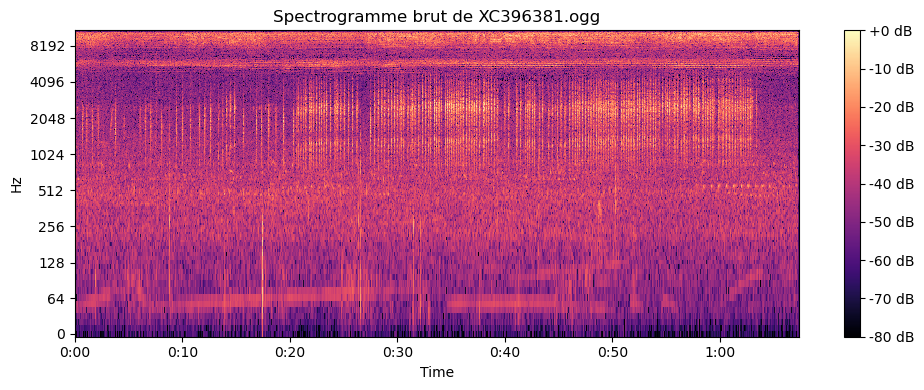 Spectrogramme brut de XC396381.ogg
Hz
8192
4096
2048
1024
512
256
128
64
0
0:00
0:10
0:20
0:30
0:40
0:50
1:00
Time
+0 dB
-10 dB
-20 dB
-30 dB
-40 dB
-50 dB
-60 dB
-70 dB
-80 dB